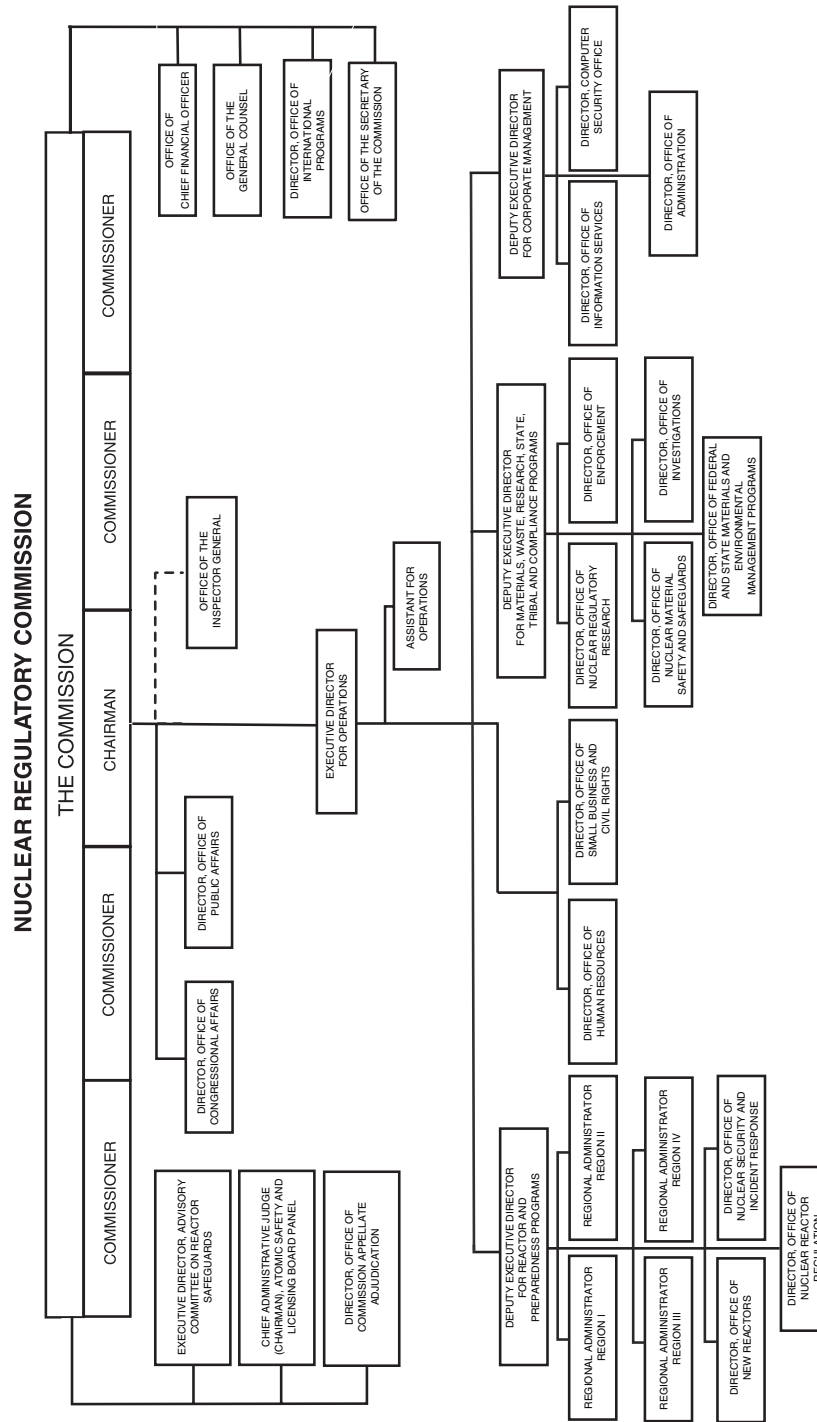 NUCLEAR REGULATORY COMMISSION
THE COMMISSION
COMMISSIONER
COMMISSIONER
CHAIRMAN
COMMISSIONER
COMMISSIONER
EXECUTIVE DIRECTOR, ADVISORY
COMMITTEE ON REACTOR
SAFEGUARDS
CHIEF ADMINISTRATIVE JUDGE
(CHAIRMAN), ATOMIC SAFETY AND
LICENSING BOARD PANEL
DIRECTOR, OFFICE OF
COMMISSION APPELLATE
ADJUDICATION
DIRECTOR, OFFICE OF
CONGRESSIONAL AFFAIRS
DIRECTOR, OFFICE OF
PUBLIC AFFAIRS
OFFICE OF THE
INSPECTOR GENERAL
OFFICE OF
CHIEF FINANCIAL OFFICER
OFFICE OF THE
GENERAL COUNSEL
DIRECTOR, OFFICE OF
INTERNATIONAL
PROGRAMS
OFFICE OF THE SECRETARY
OF THE COMMISSION
EXECUTIVE DIRECTOR
FOR OPERATIONS
ASSISTANT FOR
OPERATIONS
DEPUTY EXECUTIVE DIRECTOR
FOR REACTOR AND
PREPAREDNESS PROGRAMS
REGIONAL ADMINISTRATOR
REGION I
REGIONAL ADMINISTRATOR
REGION II
REGIONAL ADMINISTRATOR
REGION III
REGIONAL ADMINISTRATOR
REGION IV
DIRECTOR, OFFICE OF
NEW REACTORS
DIRECTOR, OFFICE OF
NUCLEAR SECURITY AND
INCIDENT RESPONSE
DIRECTOR, OFFICE OF
NUCLEAR REACTOR
REGULATION
DIRECTOR, OFFICE OF
HUMAN RESOURCES
DIRECTOR, OFFICE OF
SMALL BUSINESS AND
CIVIL RIGHTS
DEPUTY EXECUTIVE DIRECTOR
FOR MATERIALS, WASTE, RESEARCH, STATE,
TRIBAL AND COMPLIANCE PROGRAMS
DIRECTOR, OFFICE OF
NUCLEAR REGULATORY
RESEARCH
DIRECTOR, OFFICE OF
ENFORCEMENT
DIRECTOR, OFFICE OF
NUCLEAR MATERIAL
SAFETY AND SAFEGUARDS
DIRECTOR, OFFICE OF
INVESTIGATIONS
DIRECTOR, OFFICE OF FEDERAL
AND STATE MATERIALS AND
ENVIRONMENTAL
MANAGEMENT PROGRAMS
DEPUTY EXECUTIVE DIRECTOR
FOR CORPORATE MANAGEMENT
DIRECTOR, OFFICE OF
INFORMATION SERVICES
DIRECTOR, COMPUTER
SECURITY OFFICE
DIRECTOR, OFFICE OF
ADMINISTRATION